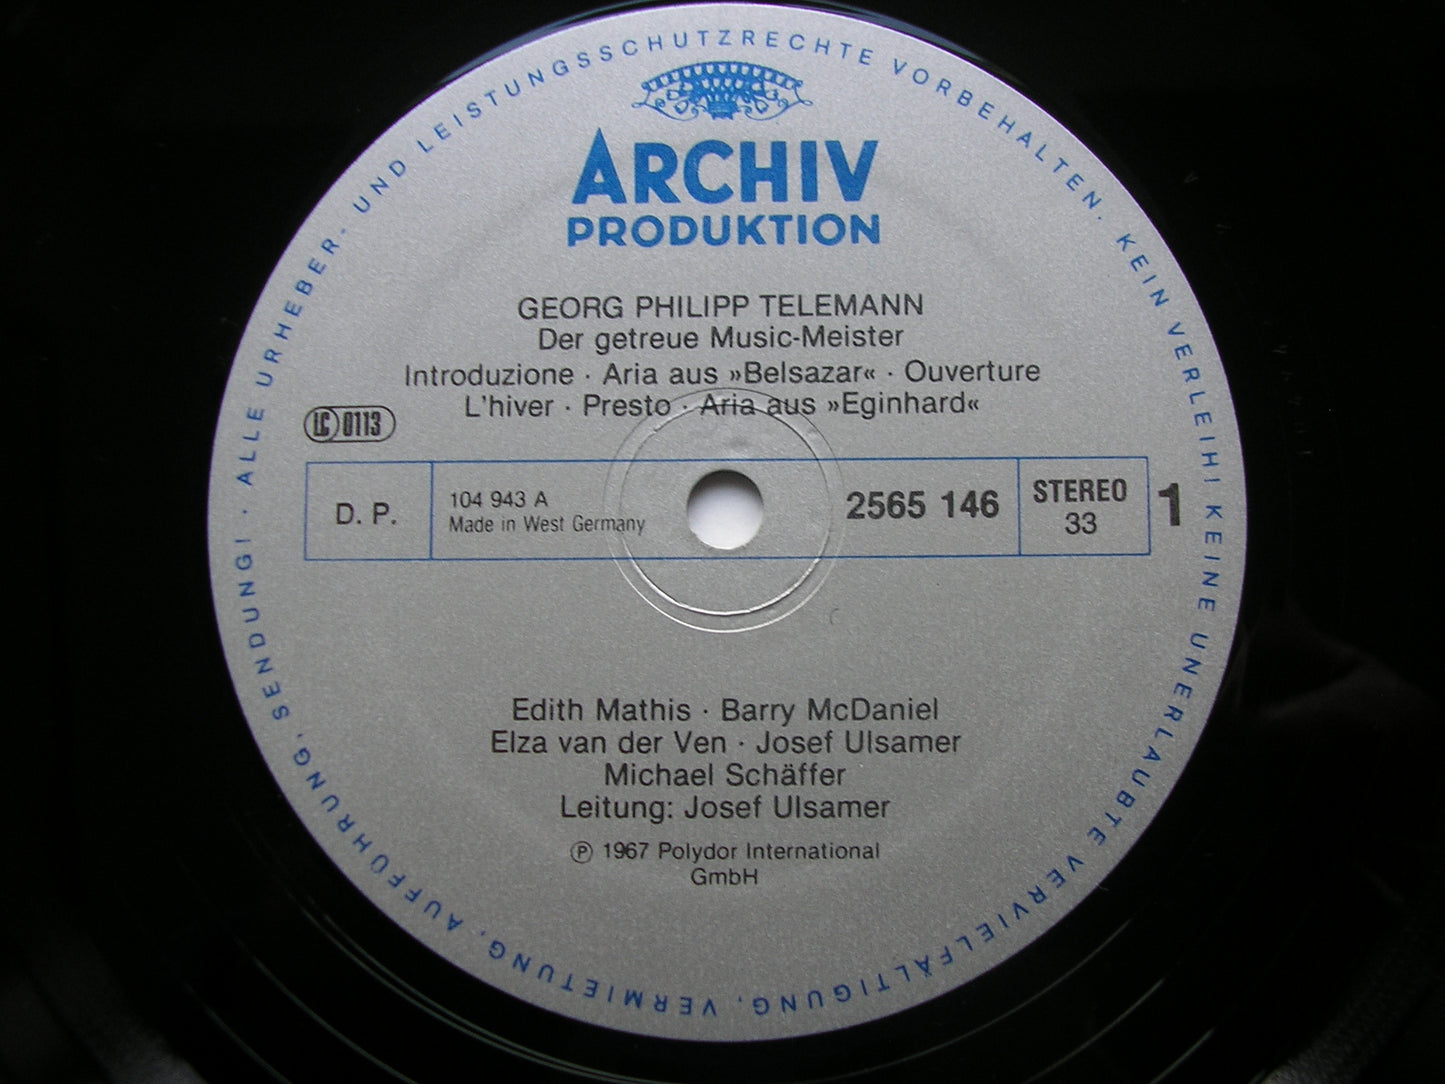 ALLE URHEBER- UND LEISTUNGSSCHUTZRECHTE VORBEHALTEN. KEIN VERLEIH! KEINE UNERLAUBTE VERVIELFÄLTIGUNG, VERMIETUNG, AUFFÜHRUNG, SENDUNG! ·
ARCHIV
PRODUKTION
GEORG PHILIPP TELEMANN
Der getreue Music-Meister
Introduzione · Aria aus »Belsazar« · Ouverture
L'hiver · Presto · Aria aus »Eginhard«
LC 0113
D. P.
104 943 A
Made in West Germany
2565 146
STEREO
33
1
Edith Mathis · Barry McDaniel
Elza van der Ven · Josef Ulsamer
Michael Schäffer
Leitung: Josef Ulsamer
℗ 1967 Polydor International
GmbH